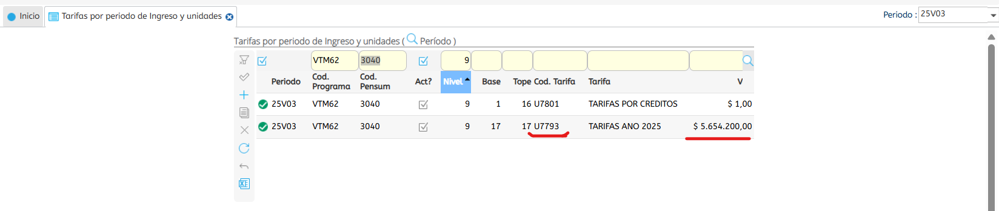 Inicio Tarifas por periodo de Ingreso y unidades Periodo : 25V03
Tarifas por periodo de Ingreso y unidades ( Período )
VTM62 3040 9
Periodo Cod. Programa Cod. Pensum Act? Nivel Base Tope Cod. Tarifa Tarifa V
25V03 VTM62 3040 9 1 16 U7801 TARIFAS POR CREDITOS $ 1,00
25V03 VTM62 3040 9 17 17 U7793 TARIFAS ANO 2025 $ 5.654.200,00